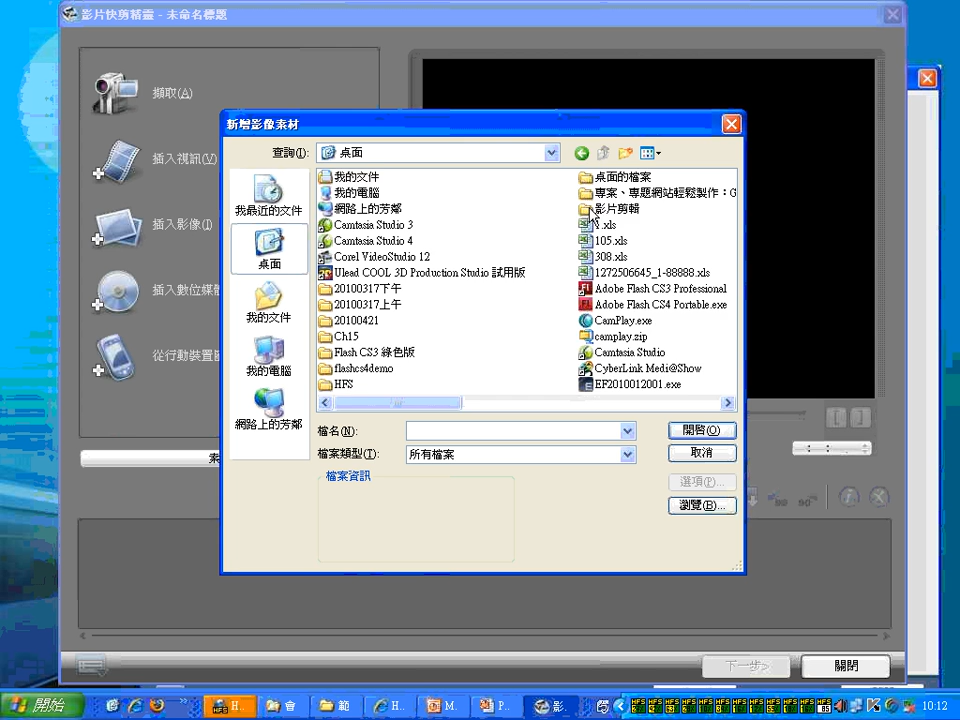 影片快剪精靈 - 未命名標題
擷取(A)
插入視訊(V)
插入影像(I)
插入數位媒體
從行動裝置
新增影像素材
查詢(I):
桌面
我最近的文件
桌面
我的文件
我的電腦
網路上的芳鄰
我的文件
我的電腦
網路上的芳鄰
Camtasia Studio 3
Camtasia Studio 4
Corel VideoStudio 12
Ulead COOL 3D Production Studio 試用版
20100317下午
20100317上午
20100421
Ch15
Flash CS3 綠色版
flashcs4demo
HFS
桌面的檔案
專案、專題網站輕鬆製作：G
影片剪輯
.xls
105.xls
308.xls
1272506645_1-88888.xls
Adobe Flash CS3 Professional
Adobe Flash CS4 Portable.exe
CamPlay.exe
camplay.zip
Camtasia Studio
CyberLink Medi@Show
EF2010012001.exe
檔名(N):
開啓(O)
檔案類型(T):
所有檔案
取消
檔案資訊
選項(P)...
瀏覽(B)...
素
下一步>
關閉
開始
H.
會
範
H.
M.
P..
影.
10:12